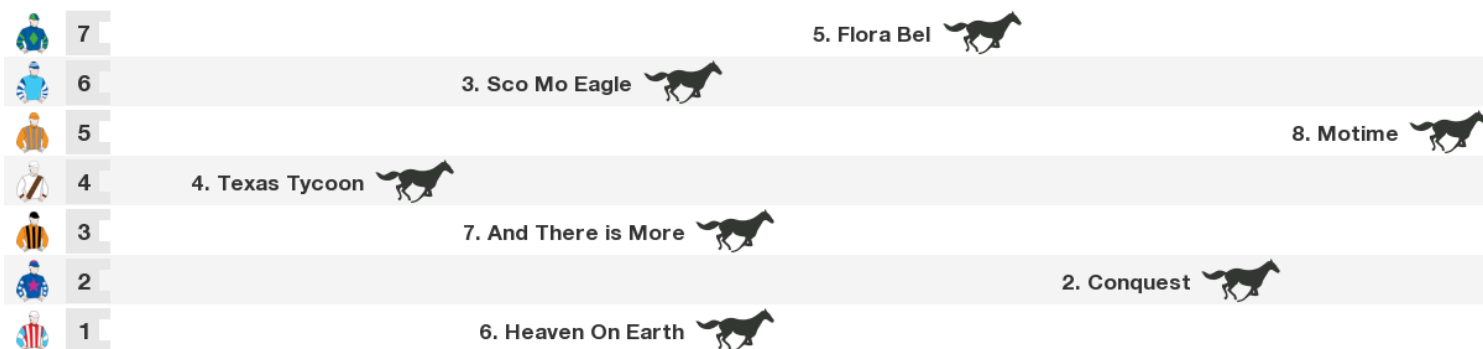 7 5. Flora Bel
6 3. Sco Mo Eagle
5 8. Motime
4 4. Texas Tycoon
3 7. And There is More
2 2. Conquest
1 6. Heaven On Earth